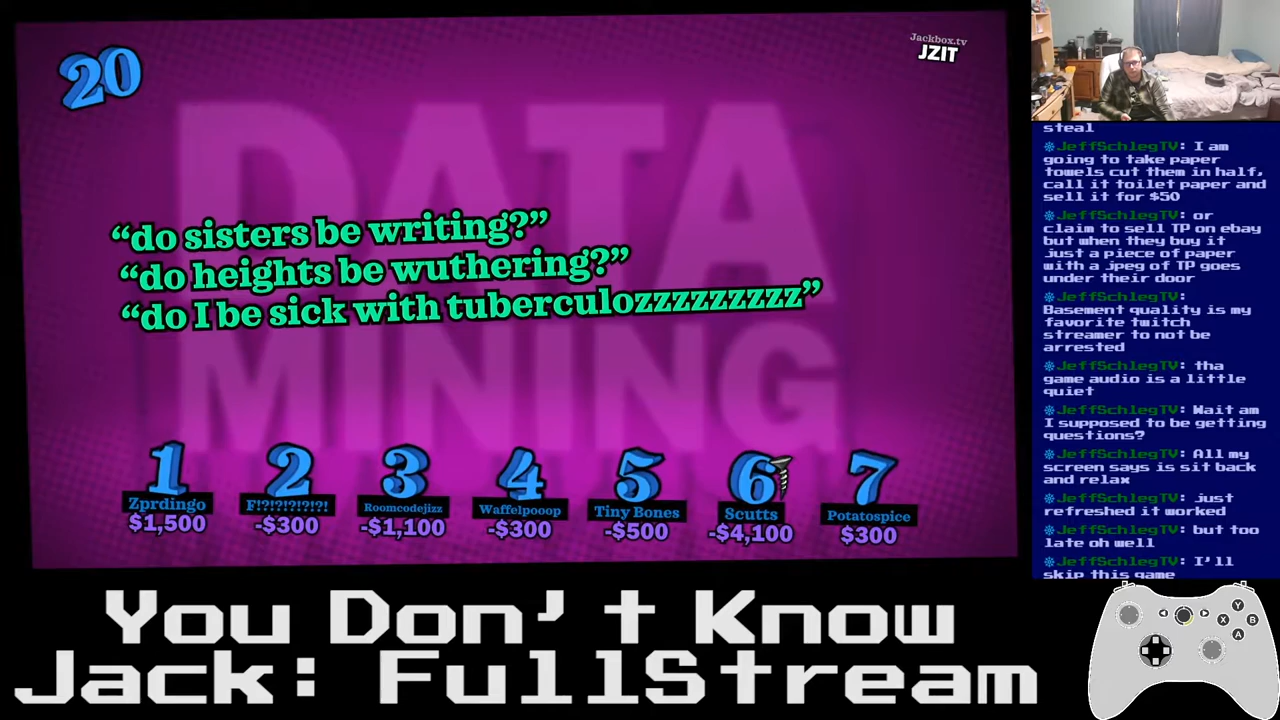 20
Jackbox.tv
JZIT
DATA
MINING
“do sisters be writing?”
“do heights be wuthering?”
“do I be sick with tuberculozzzzzzzzz”
1
Zprdingo
$1,500
2
F!?!?!?!?!?!
-$300
3
Roomcodejizz
-$1,100
4
Waffelpooop
-$300
5
Tiny Bones
-$500
6
Scutts
-$4,100
7
Potatospice
$300
steal
JeffSchlegTV: I am
going to take paper
towels cut them in half,
call it toilet paper and
sell it for $50
JeffSchlegTV: or
claim to sell TP on ebay
but when they buy it
just a piece of paper
with a jpeg of TP goes
under their door
JeffSchlegTV:
Basement quality is my
favorite twitch
streamer to not be
arrested
JeffSchlegTV: tha
game audio is a little
quiet
JeffSchlegTV: Wait am
I supposed to be getting
questions?
JeffSchlegTV: All my
screen says is sit back
and relax
JeffSchlegTV: just
refreshed it worked
JeffSchlegTV: but too
late oh well
JeffSchlegTV: I'll
skip this game
Y
X
B
A
You Don't Know
Jack: FullStream